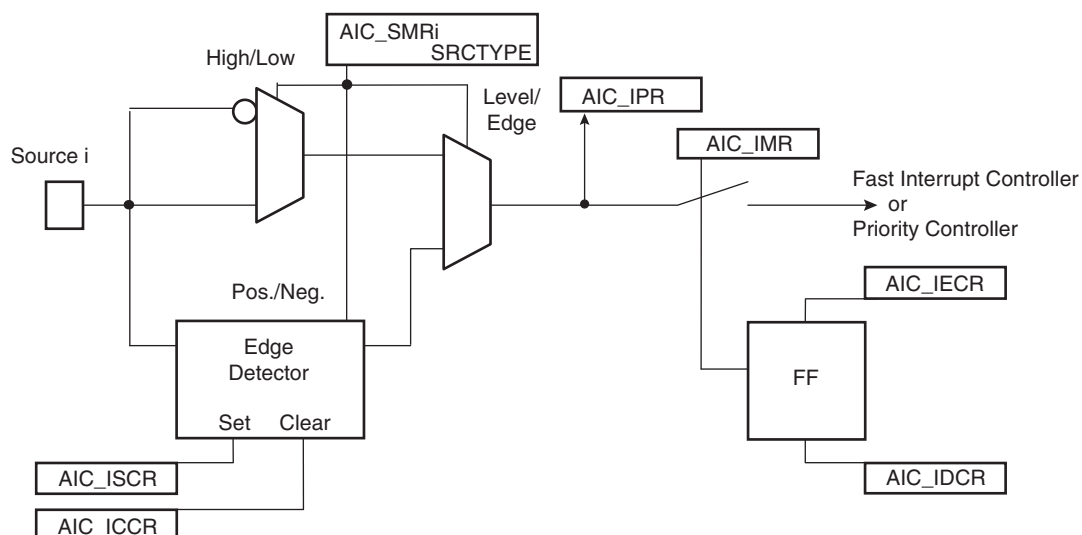 AIC_SMRi
SRCTYPE
High/Low
Level/
Edge
AIC_IPR
AIC_IMR
Source i
Fast Interrupt Controller
or
Priority Controller
Pos./Neg.
AIC_IECR
Edge
Detector
FF
Set Clear
AIC_ISCR
AIC_IDCR
AIC_ICCR